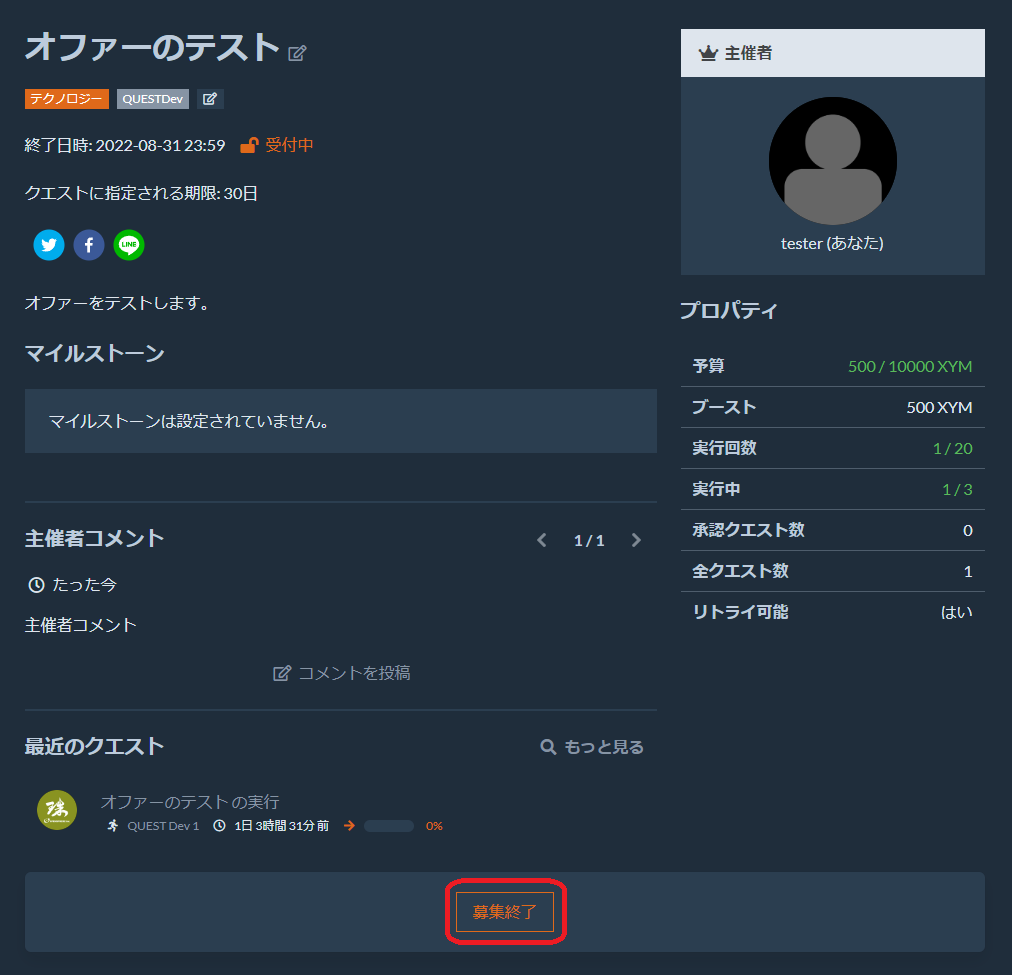 オファーのテスト
テクノロジー QUESTDev
終了日時: 2022-08-31 23:59 受付中
クエストに指定される期限: 30日
LINE
オファーをテストします。
マイルストーン
マイルストーンは設定されていません。
主催者コメント 1 / 1
たった今
主催者コメント
コメントを投稿
最近のクエスト もっと見る
珠
オファーのテスト の実行
QUEST Dev 1 1日 3時間 31分前 0%
募集終了
主催者
tester (あなた)
プロパティ
予算 500 / 10000 XYM
ブースト 500 XYM
実行回数 1 / 20
実行中 1 / 3
承認クエスト数 0
全クエスト数 1
リトライ可能 はい